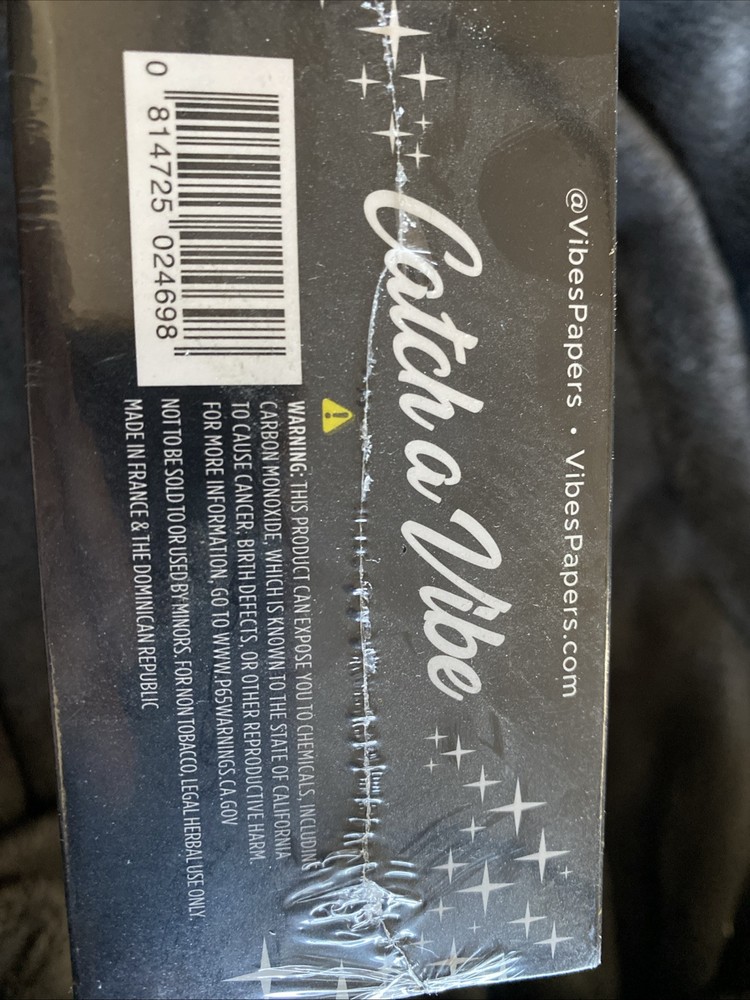 @VibesPapers • VibesPapers.com
Catch a Vibe
WARNING: THIS PRODUCT CAN EXPOSE YOU TO CHEMICALS, INCLUDING
CARBON MONOXIDE, WHICH IS KNOWN TO THE STATE OF CALIFORNIA
TO CAUSE CANCER, BIRTH DEFECTS, OR OTHER REPRODUCTIVE HARM.
FOR MORE INFORMATION, GO TO WWW.P65WARNINGS.CA.GOV
NOT TO BE SOLD TO OR USED BY MINORS. FOR NON TOBACCO, LEGAL HERBAL USE ONLY.
MADE IN FRANCE & THE DOMINICAN REPUBLIC
0 814725 024698